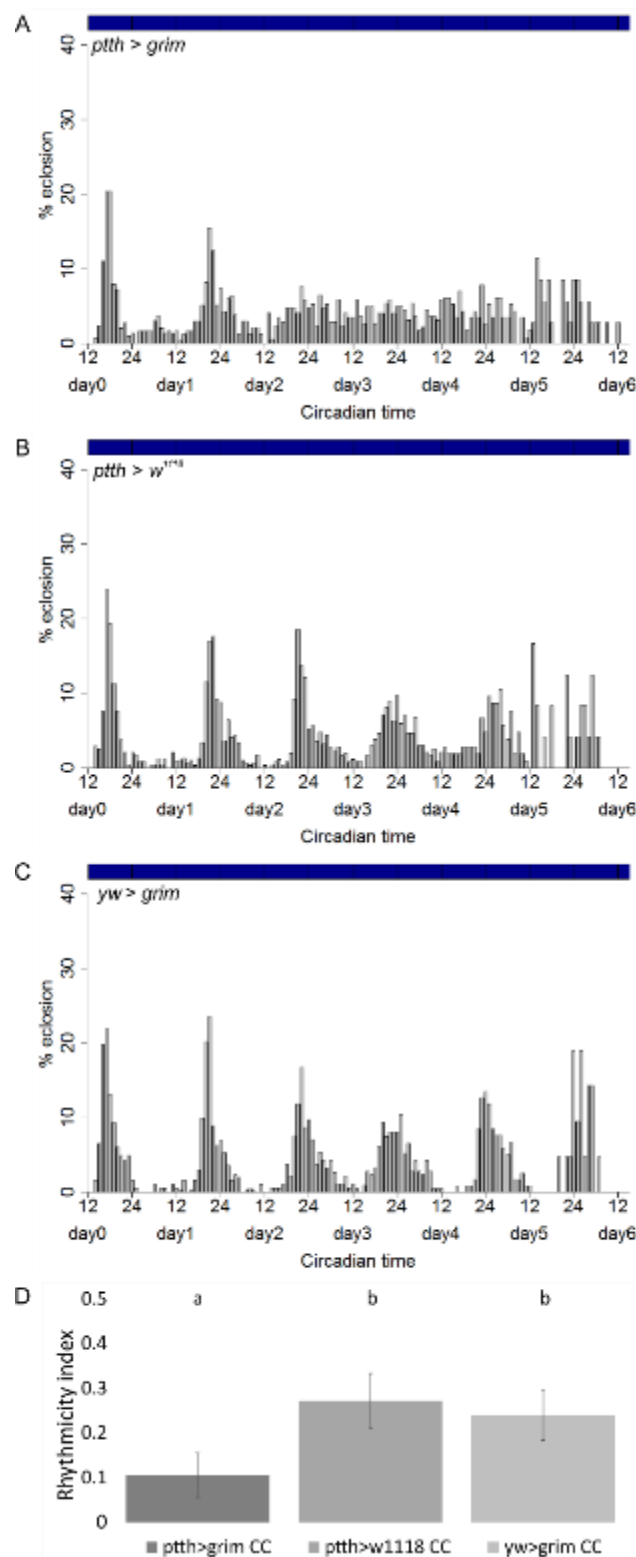 A
ptth > grim
40
30
20
10
0
% eclosion
12 24 12 24 12 24 12 24 12 24 12 24 12
day0 day1 day2 day3 day4 day5 day6
Circadian time
B
ptth > w
40
30
20
10
0
% eclosion
12 24 12 24 12 24 12 24 12 24 12 24 12
day0 day1 day2 day3 day4 day5 day6
Circadian time
C
yw > grim
40
30
20
10
0
% eclosion
12 24 12 24 12 24 12 24 12 24 12 24 12
day0 day1 day2 day3 day4 day5 day6
Circadian time
D
a b b
0.5
0.4
0.3
0.2
0.1
0
Rhythmicity index
ptth>grim CC ptth>w1118 CC yw>grim CC